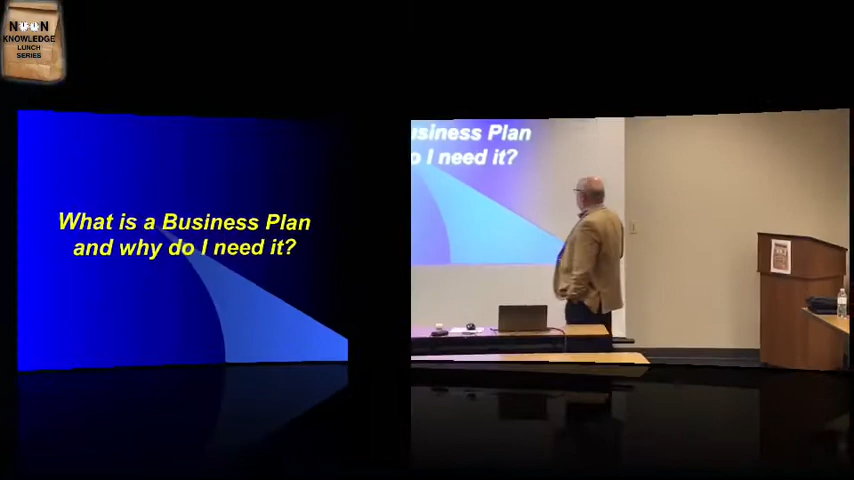 NOON
KNOWLEDGE
LUNCH
SERIES
What is a Business Plan
and why do I need it?
usiness Plan
o I need it?